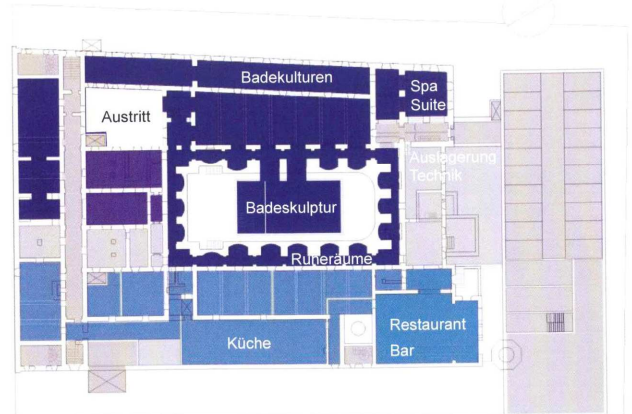 Badekulturen
Spa
Suite
Austritt
Auslagerung
Technik
Badeskulptur
Ruheräume
Küche
Restaurant
Bar